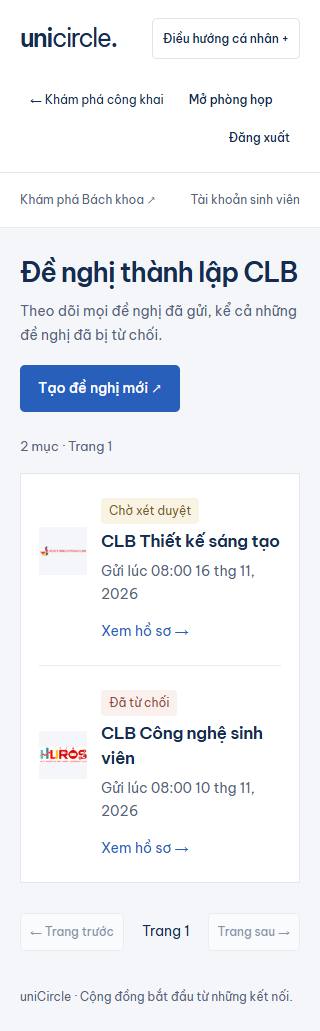 unicircle.
Điều hướng cá nhân +
← Khám phá công khai
Mở phòng họp
Đăng xuất
Khám phá Bách khoa ↗
Tài khoản sinh viên
Đề nghị thành lập CLB
Theo dõi mọi đề nghị đã gửi, kể cả những
đề nghị đã bị từ chối.
Tạo đề nghị mới ↗
2 mục · Trang 1
Chờ xét duyệt
CLB Thiết kế sáng tạo
Gửi lúc 08:00 16 thg 11,
2026
Xem hồ sơ →
Đã từ chối
HUROS
CLB Công nghệ sinh
viên
Gửi lúc 08:00 10 thg 11,
2026
Xem hồ sơ →
← Trang trước
Trang 1
Trang sau →
uniCircle · Cộng đồng bắt đầu từ những kết nối.